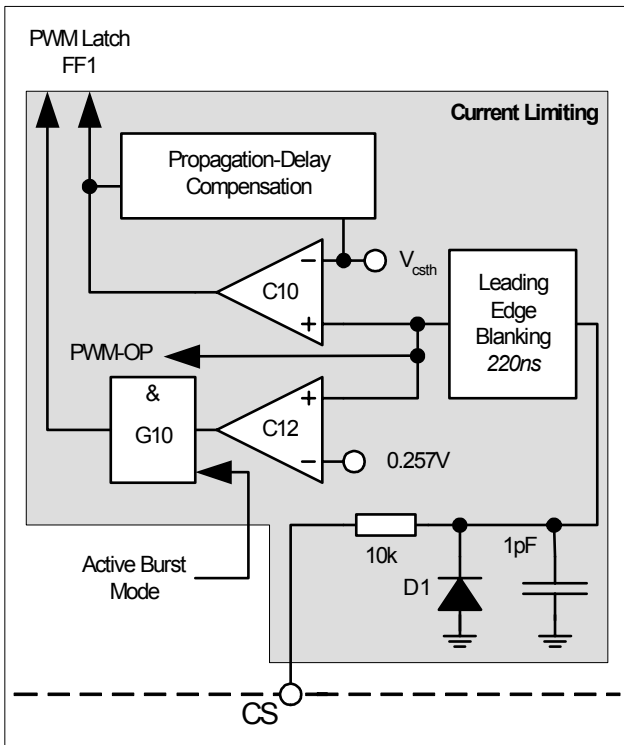 PWM Latch
FF1
Current Limiting
Propagation-Delay
Compensation
Vcsth
C10
Leading
Edge
Blanking
220ns
PWM-OP
&
G10
C12
0.257V
10k
1pF
D1
Active Burst
Mode
CS